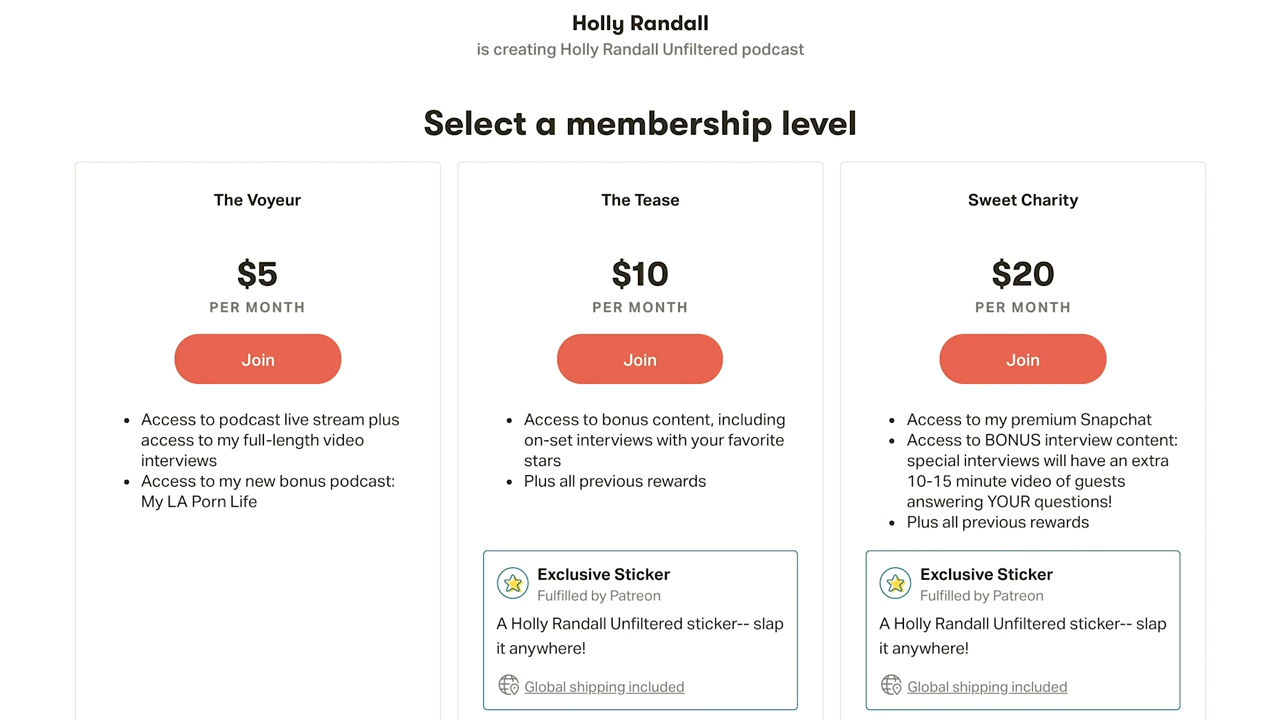 Holly Randall
is creating Holly Randall Unfiltered podcast
Select a membership level
The Voyeur
$5
PER MONTH
Join
• Access to podcast live stream plus
access to my full-length video
interviews
• Access to my new bonus podcast:
My LA Porn Life
The Tease
$10
PER MONTH
Join
• Access to bonus content, including
on-set interviews with your favorite
stars
• Plus all previous rewards
Exclusive Sticker
Fulfilled by Patreon
A Holly Randall Unfiltered sticker-- slap
it anywhere!
Global shipping included
Sweet Charity
$20
PER MONTH
Join
• Access to my premium Snapchat
• Access to BONUS interview content:
special interviews will have an extra
10-15 minute video of guests
answering YOUR questions!
• Plus all previous rewards
Exclusive Sticker
Fulfilled by Patreon
A Holly Randall Unfiltered sticker-- slap
it anywhere!
Global shipping included